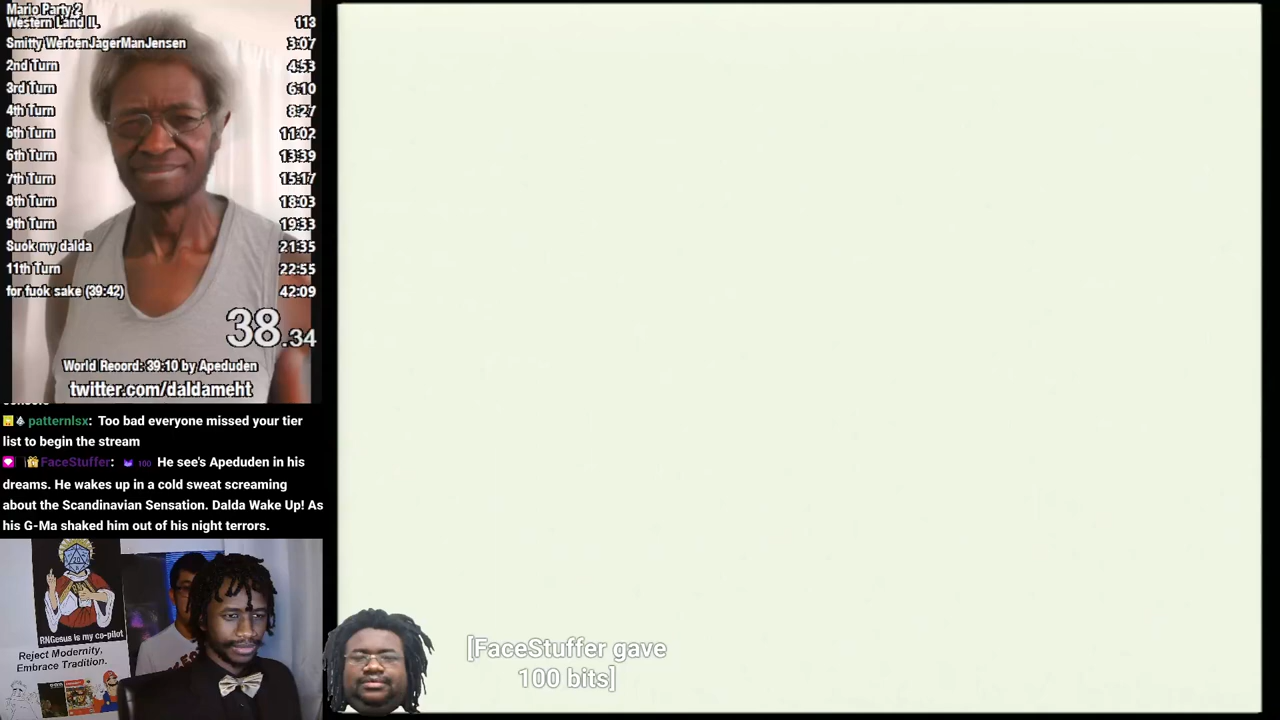 Mario Party 2
Western Land II. 113
Smitty WerbenJagerManJensen 3:07
2nd Turn 4:53
3rd Turn 6:10
4th Turn 8:27
5th Turn 11:02
6th Turn 13:39
7th Turn 15:17
8th Turn 18:03
9th Turn 19:33
Suok my dalda 21:35
11th Turn 22:55
for fuok sake (39:42) 42:09
38.34
World Reoord: 39:10 by Apeduden
twitter.com/daldameht
patternlsx: Too bad everyone missed your tier
list to begin the stream
FaceStuffer: 100 He see's Apeduden in his
dreams. He wakes up in a cold sweat screaming
about the Scandinavian Sensation. Dalda Wake Up! As
his G-Ma shaked him out of his night terrors.
RNGesus is my co-pilot
Reject Modernity,
Embrace Tradition.
[FaceStuffer gave
100 bits]